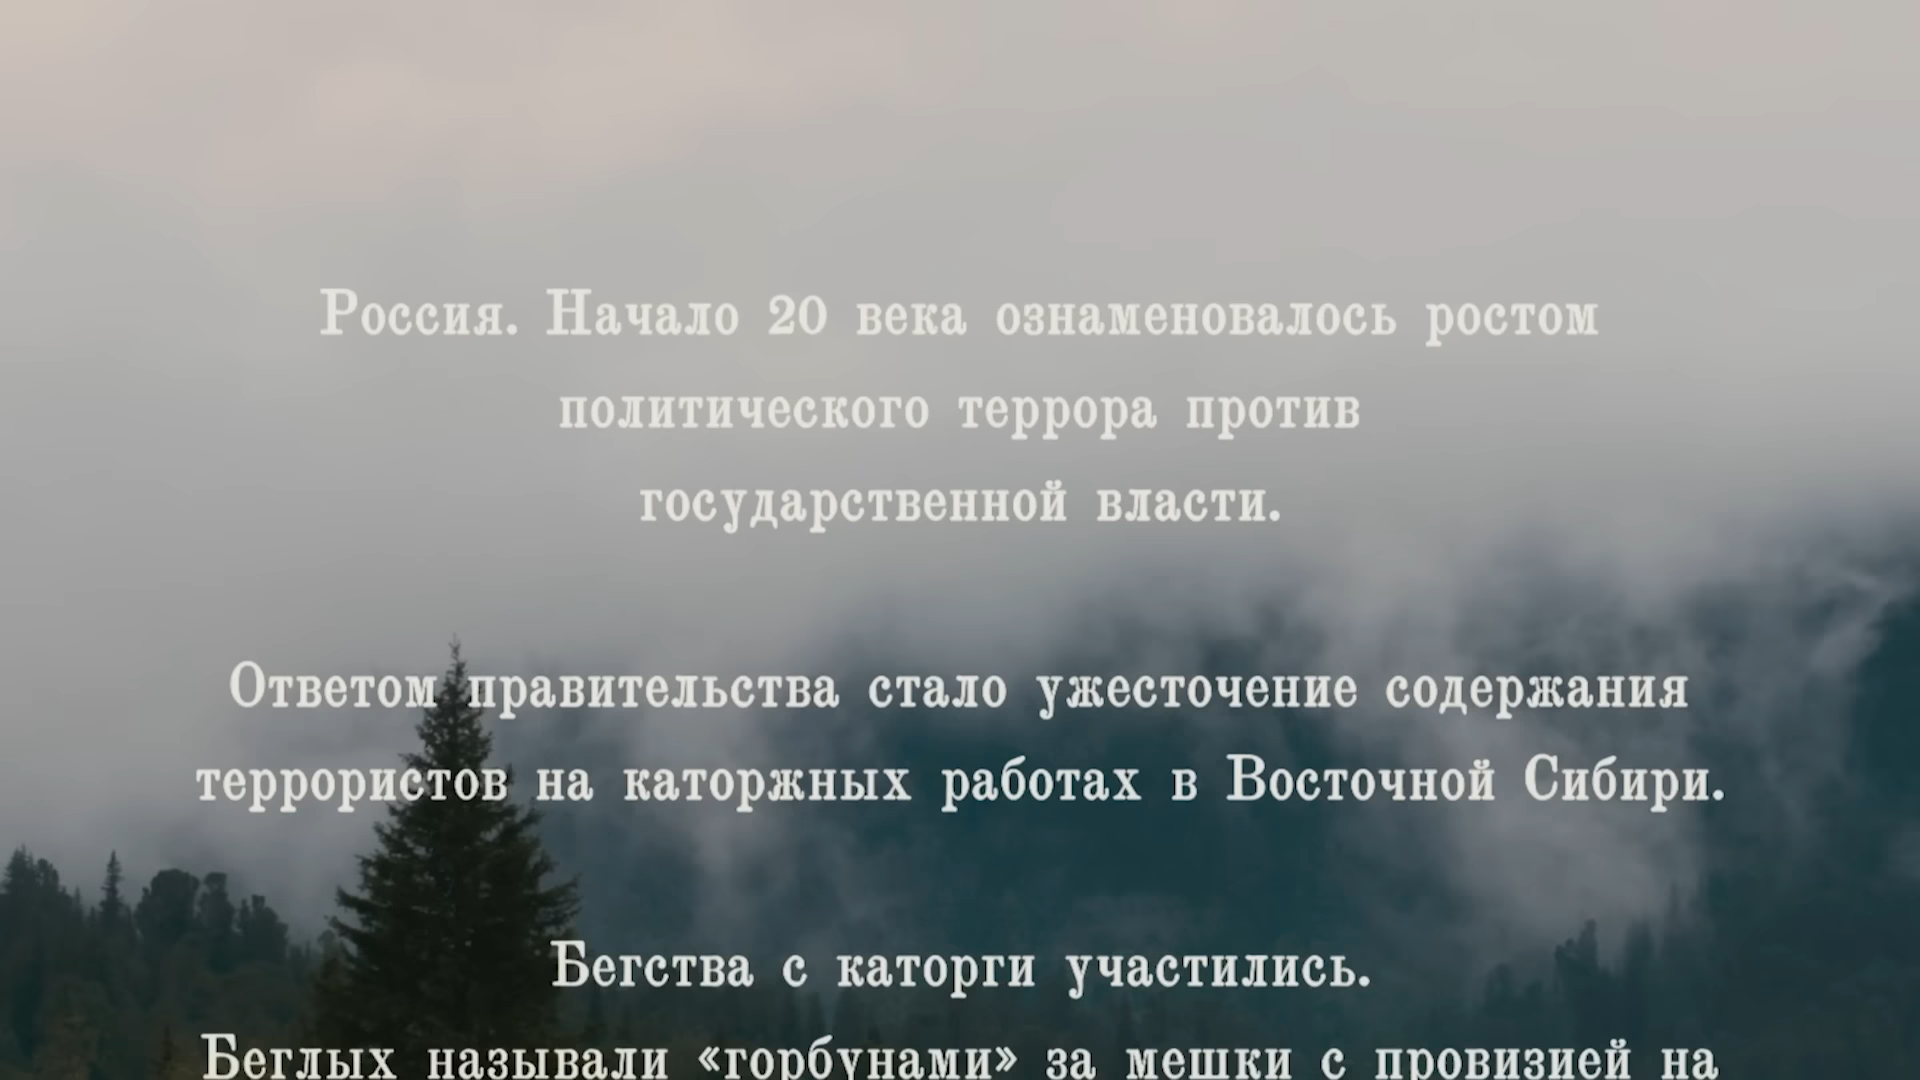 Россия. Начало 20 века ознаменовалось ростом
политического террора против
государственной власти.
Ответом правительства стало ужесточение содержания
террористов на каторжных работах в Восточной Сибири.
Бегства с каторги участились.
Беглых называли «горбунами» за мешки с провизией на